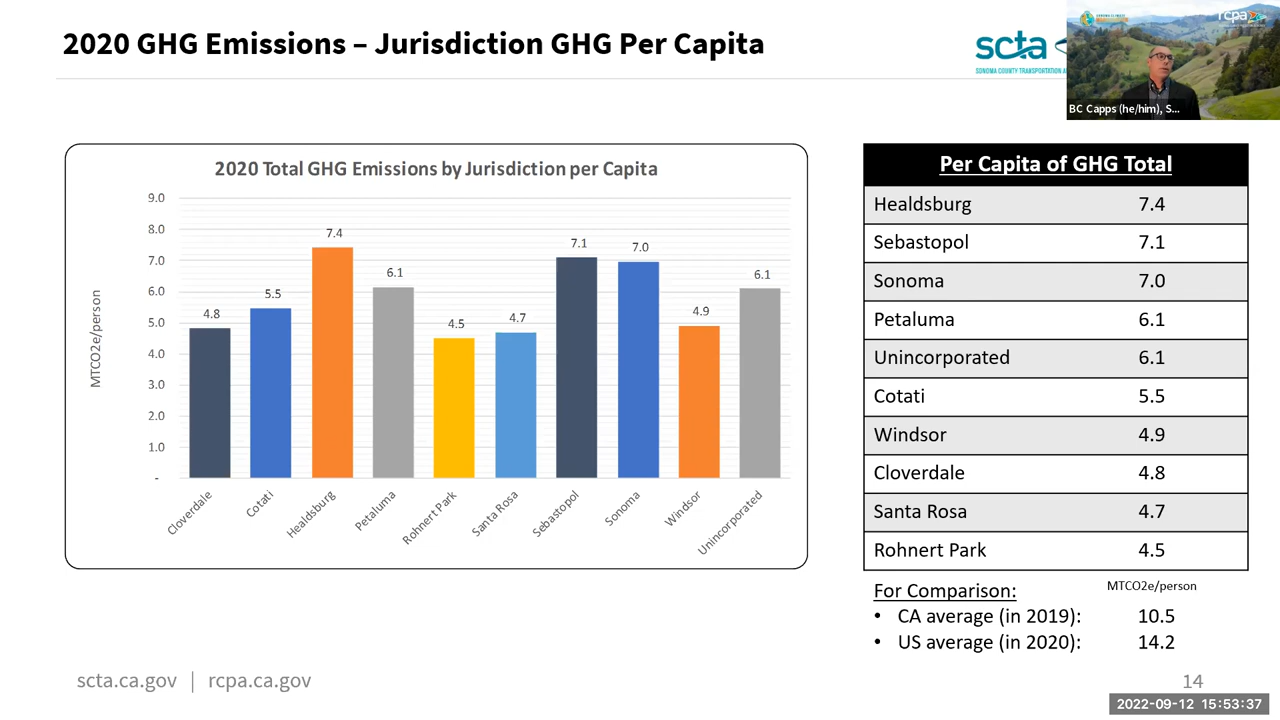 2020 GHG Emissions – Jurisdiction GHG Per Capita
scta
SONOMA COUNTY TRANSPORTATION
rcpa
BC Capps (he/him), S...
2020 Total GHG Emissions by Jurisdiction per Capita
MTCO2e/person
9.0
8.0
7.0
6.0
5.0
4.0
3.0
2.0
1.0
-
4.8
5.5
7.4
6.1
4.5
4.7
7.1
7.0
4.9
6.1
Cloverdale
Cotati
Healdsburg
Petaluma
Rohnert Park
Santa Rosa
Sebastopol
Sonoma
Windsor
Unincorporated
Per Capita of GHG Total
Healdsburg 7.4
Sebastopol 7.1
Sonoma 7.0
Petaluma 6.1
Unincorporated 6.1
Cotati 5.5
Windsor 4.9
Cloverdale 4.8
Santa Rosa 4.7
Rohnert Park 4.5
For Comparison: MTCO2e/person
• CA average (in 2019): 10.5
• US average (in 2020): 14.2
scta.ca.gov | rcpa.ca.gov
14
2022-09-12 15:53:37